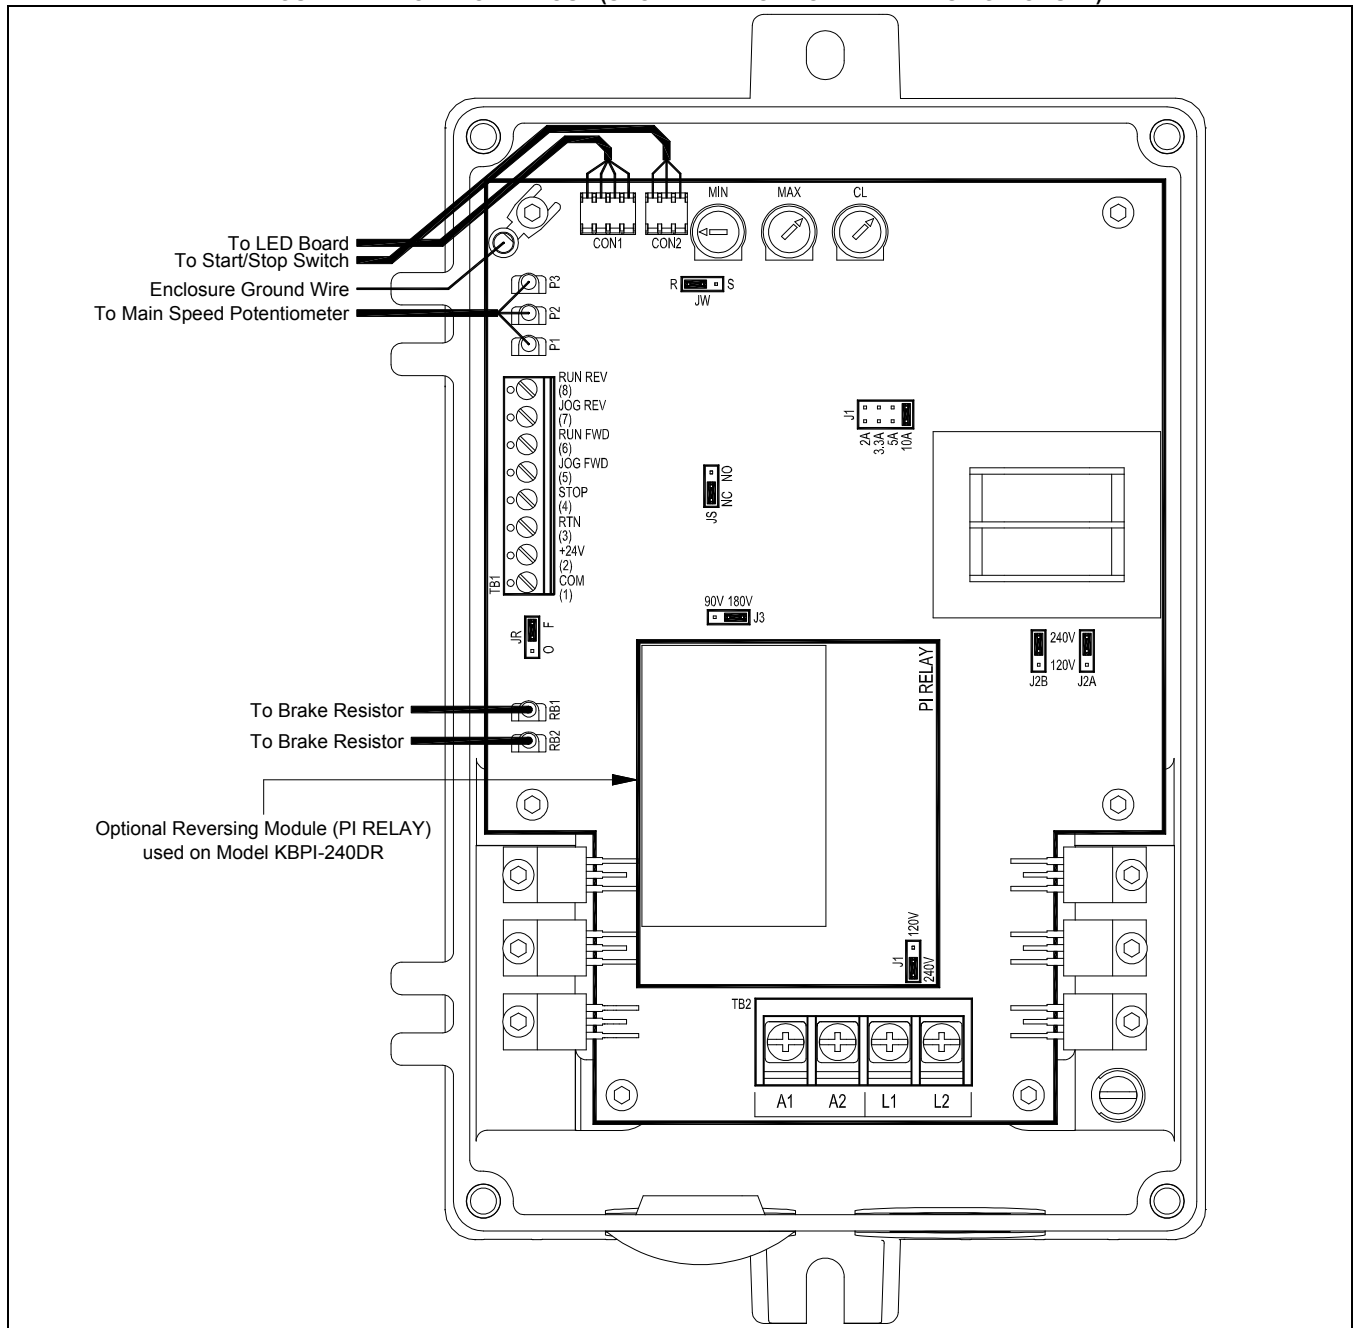 MIN
MAX
CL
CON1
CON2
To LED Board
To Start/Stop Switch
Enclosure Ground Wire
To Main Speed Potentiometer
P3
P2
P1
R
S
JW
RUN REV
(8)
JOG REV
(7)
RUN FWD
(6)
JOG FWD
(5)
STOP
(4)
RTN
(3)
+24V
(2)
COM
(1)
TB1
J1
2A
3.3A
5A
10A
JS
NC
NO
90V 180V
J3
JR
F
O
240V
120V
J2B
J2A
PI RELAY
To Brake Resistor
RB1
To Brake Resistor
RB2
Optional Reversing Module (PI RELAY)
used on Model KBPI-240DR
J1
120V
240V
TB2
A1
A2
L1
L2